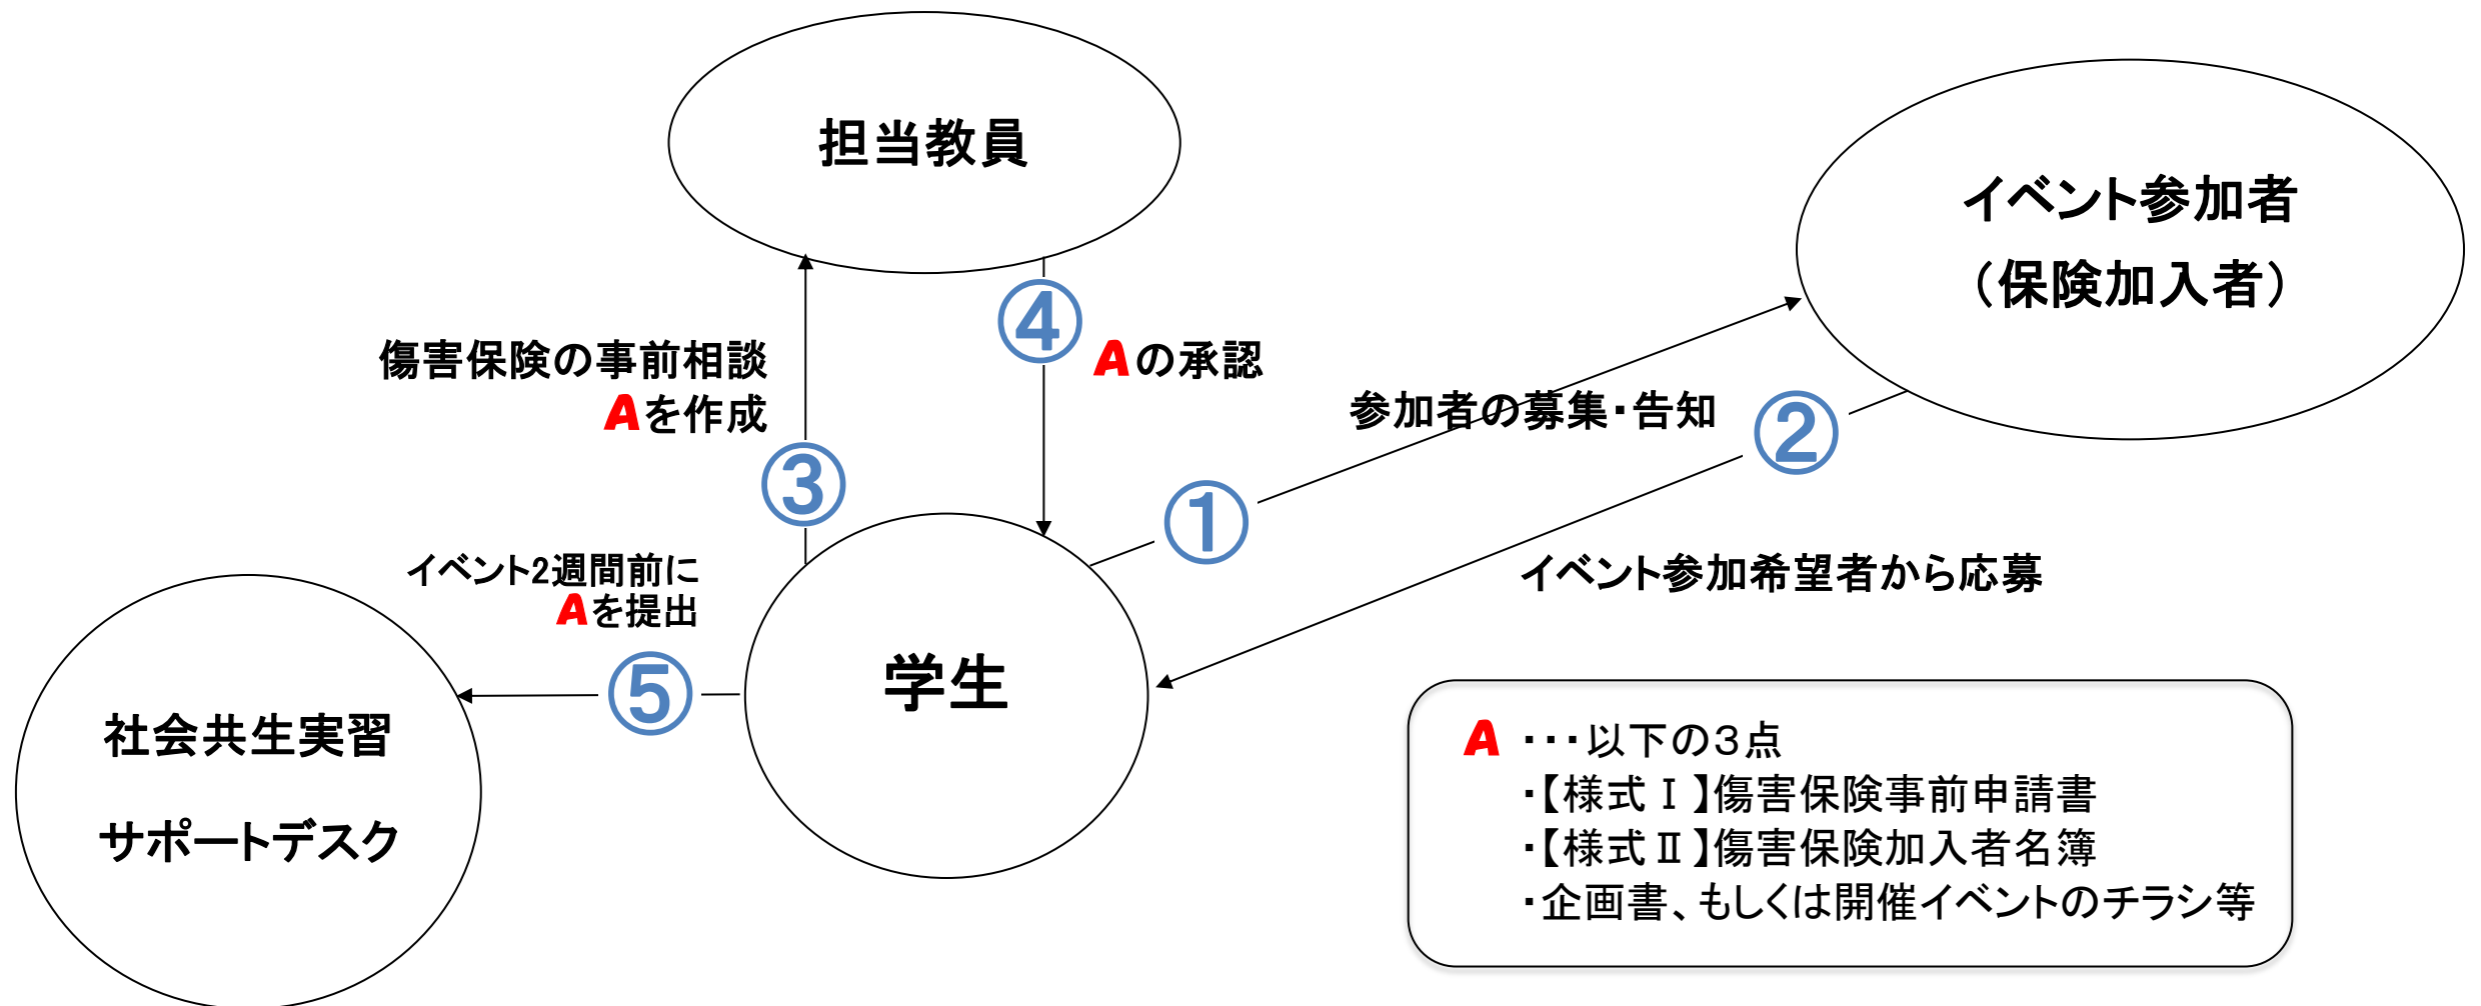 担当教員
イベント参加者
（保険加入者）
④
傷害保険の事前相談
Aを作成
Aの承認
参加者の募集・告知
②
③
①
イベント2週間前に
Aを提出
イベント参加希望者から応募
⑤
学生
社会共生実習
サポートデスク
A ・・・以下の３点
・【様式Ⅰ】傷害保険事前申請書
・【様式Ⅱ】傷害保険加入者名簿
・企画書、もしくは開催イベントのチラシ等